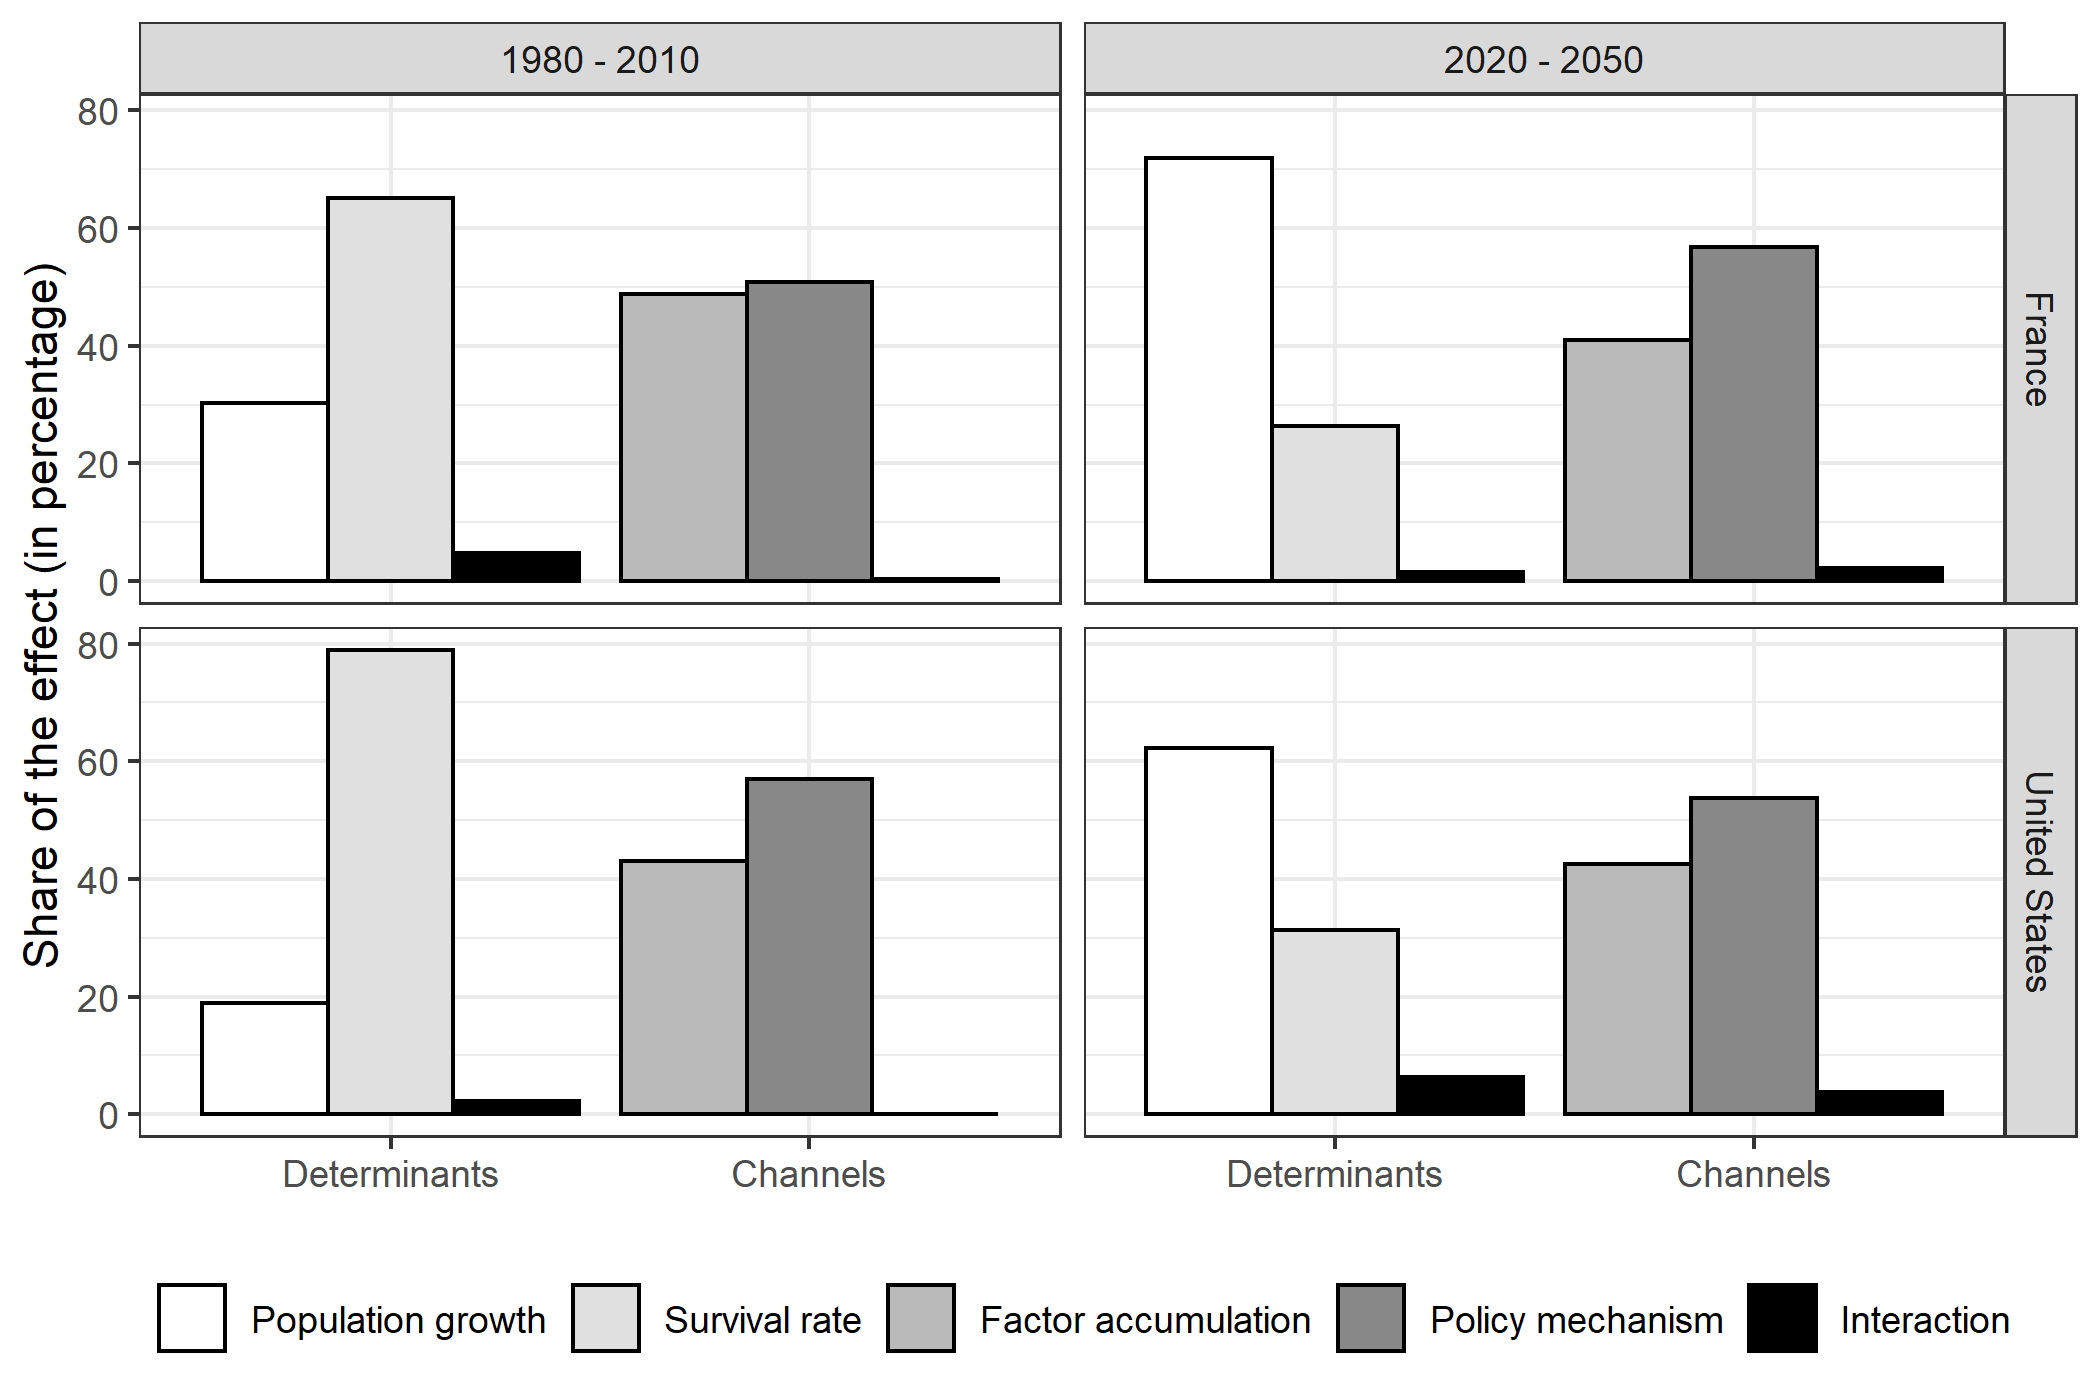 1980 - 2010
2020 - 2050
Share of the effect (in percentage)
80
60
40
20
0
France
80
60
40
20
0
United States
Determinants
Channels
Determinants
Channels
Population growth
Survival rate
Factor accumulation
Policy mechanism
Interaction